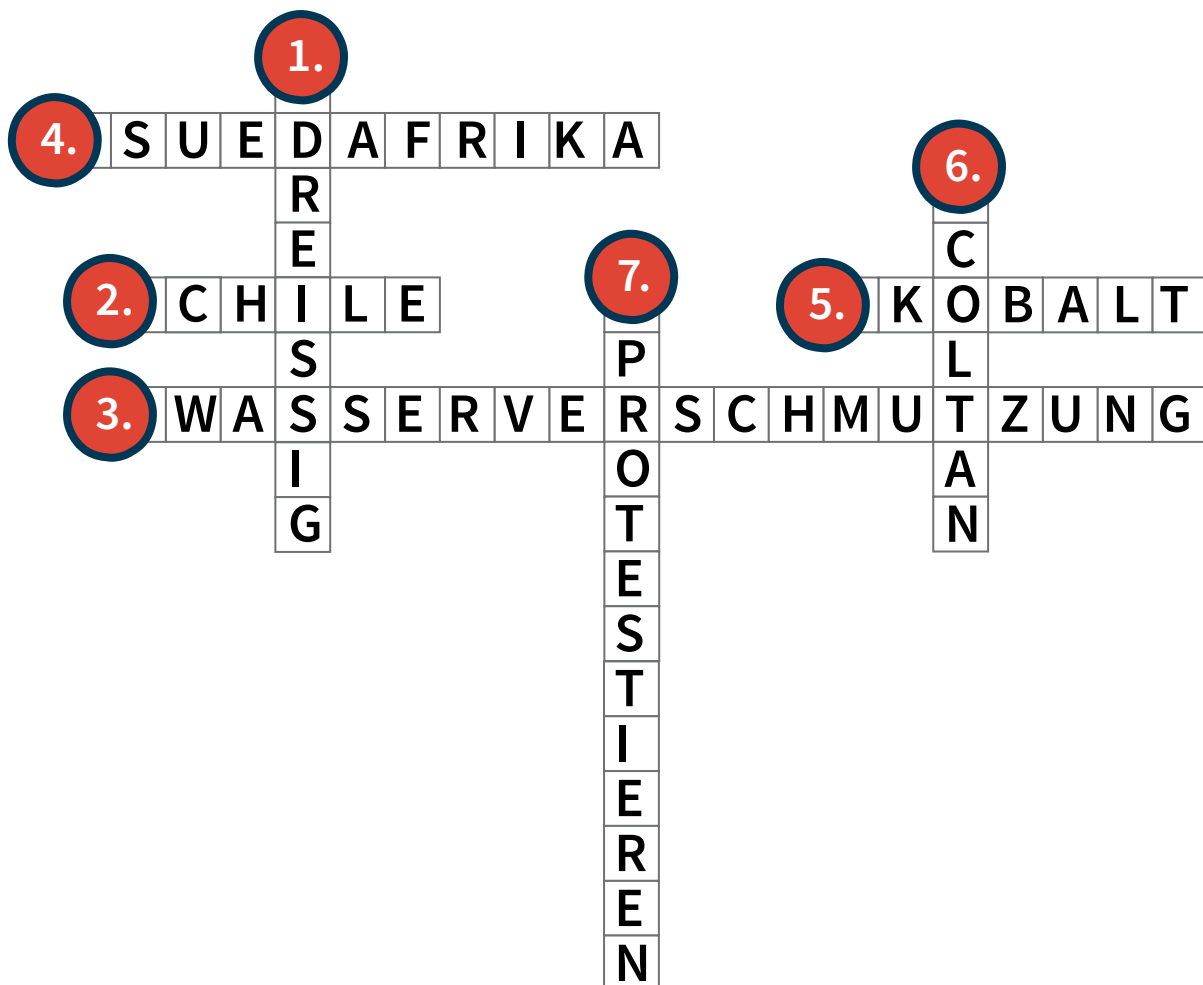 1.
4. SUEDAFRIKA
6.
DREISSIG
2. CHILE
7.
5. KOBALT
COLTAN
3. WASSERVERSCHMUTZUNG
PROTESTIEREN